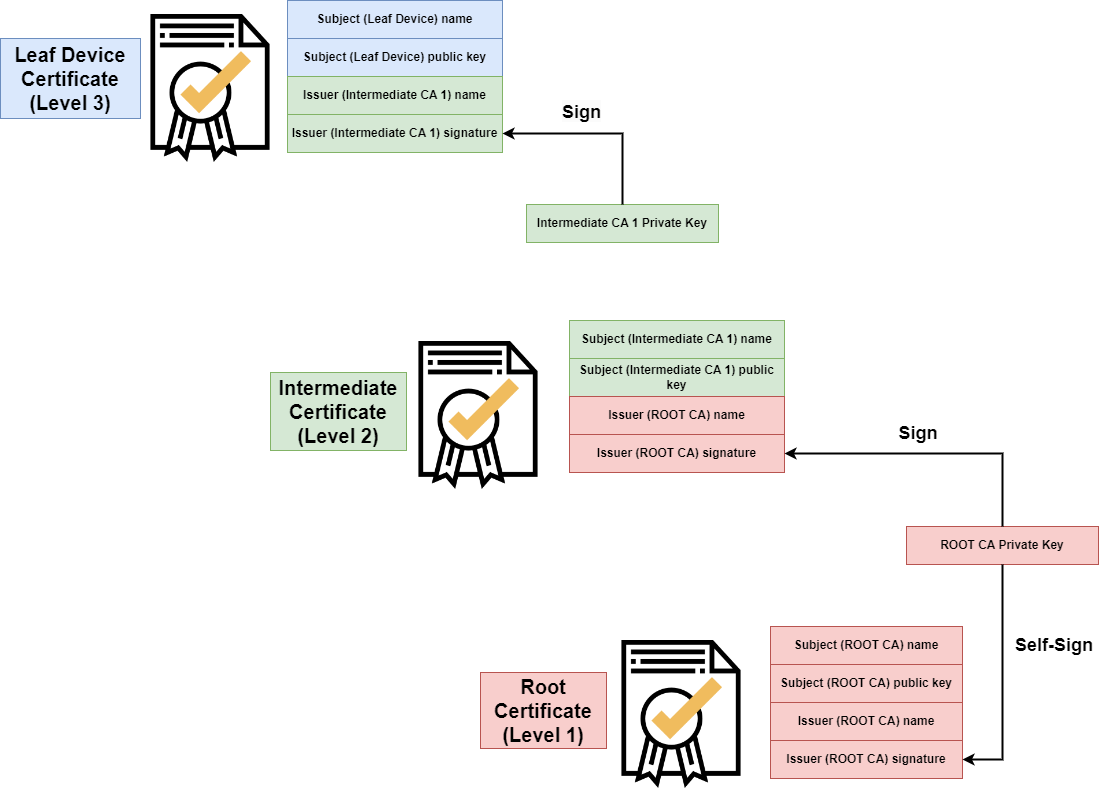 Subject (Leaf Device) name
Leaf Device
Certificate
(Level 3)
Subject (Leaf Device) public key
Issuer (Intermediate CA 1) name
Issuer (Intermediate CA 1) signature
Sign
Intermediate CA 1 Private Key
Intermediate
Certificate
(Level 2)
Subject (Intermediate CA 1) name
Subject (Intermediate CA 1) public
key
Issuer (ROOT CA) name
Issuer (ROOT CA) signature
Sign
ROOT CA Private Key
Self-Sign
Root
Certificate
(Level 1)
Subject (ROOT CA) name
Subject (ROOT CA) public key
Issuer (ROOT CA) name
Issuer (ROOT CA) signature